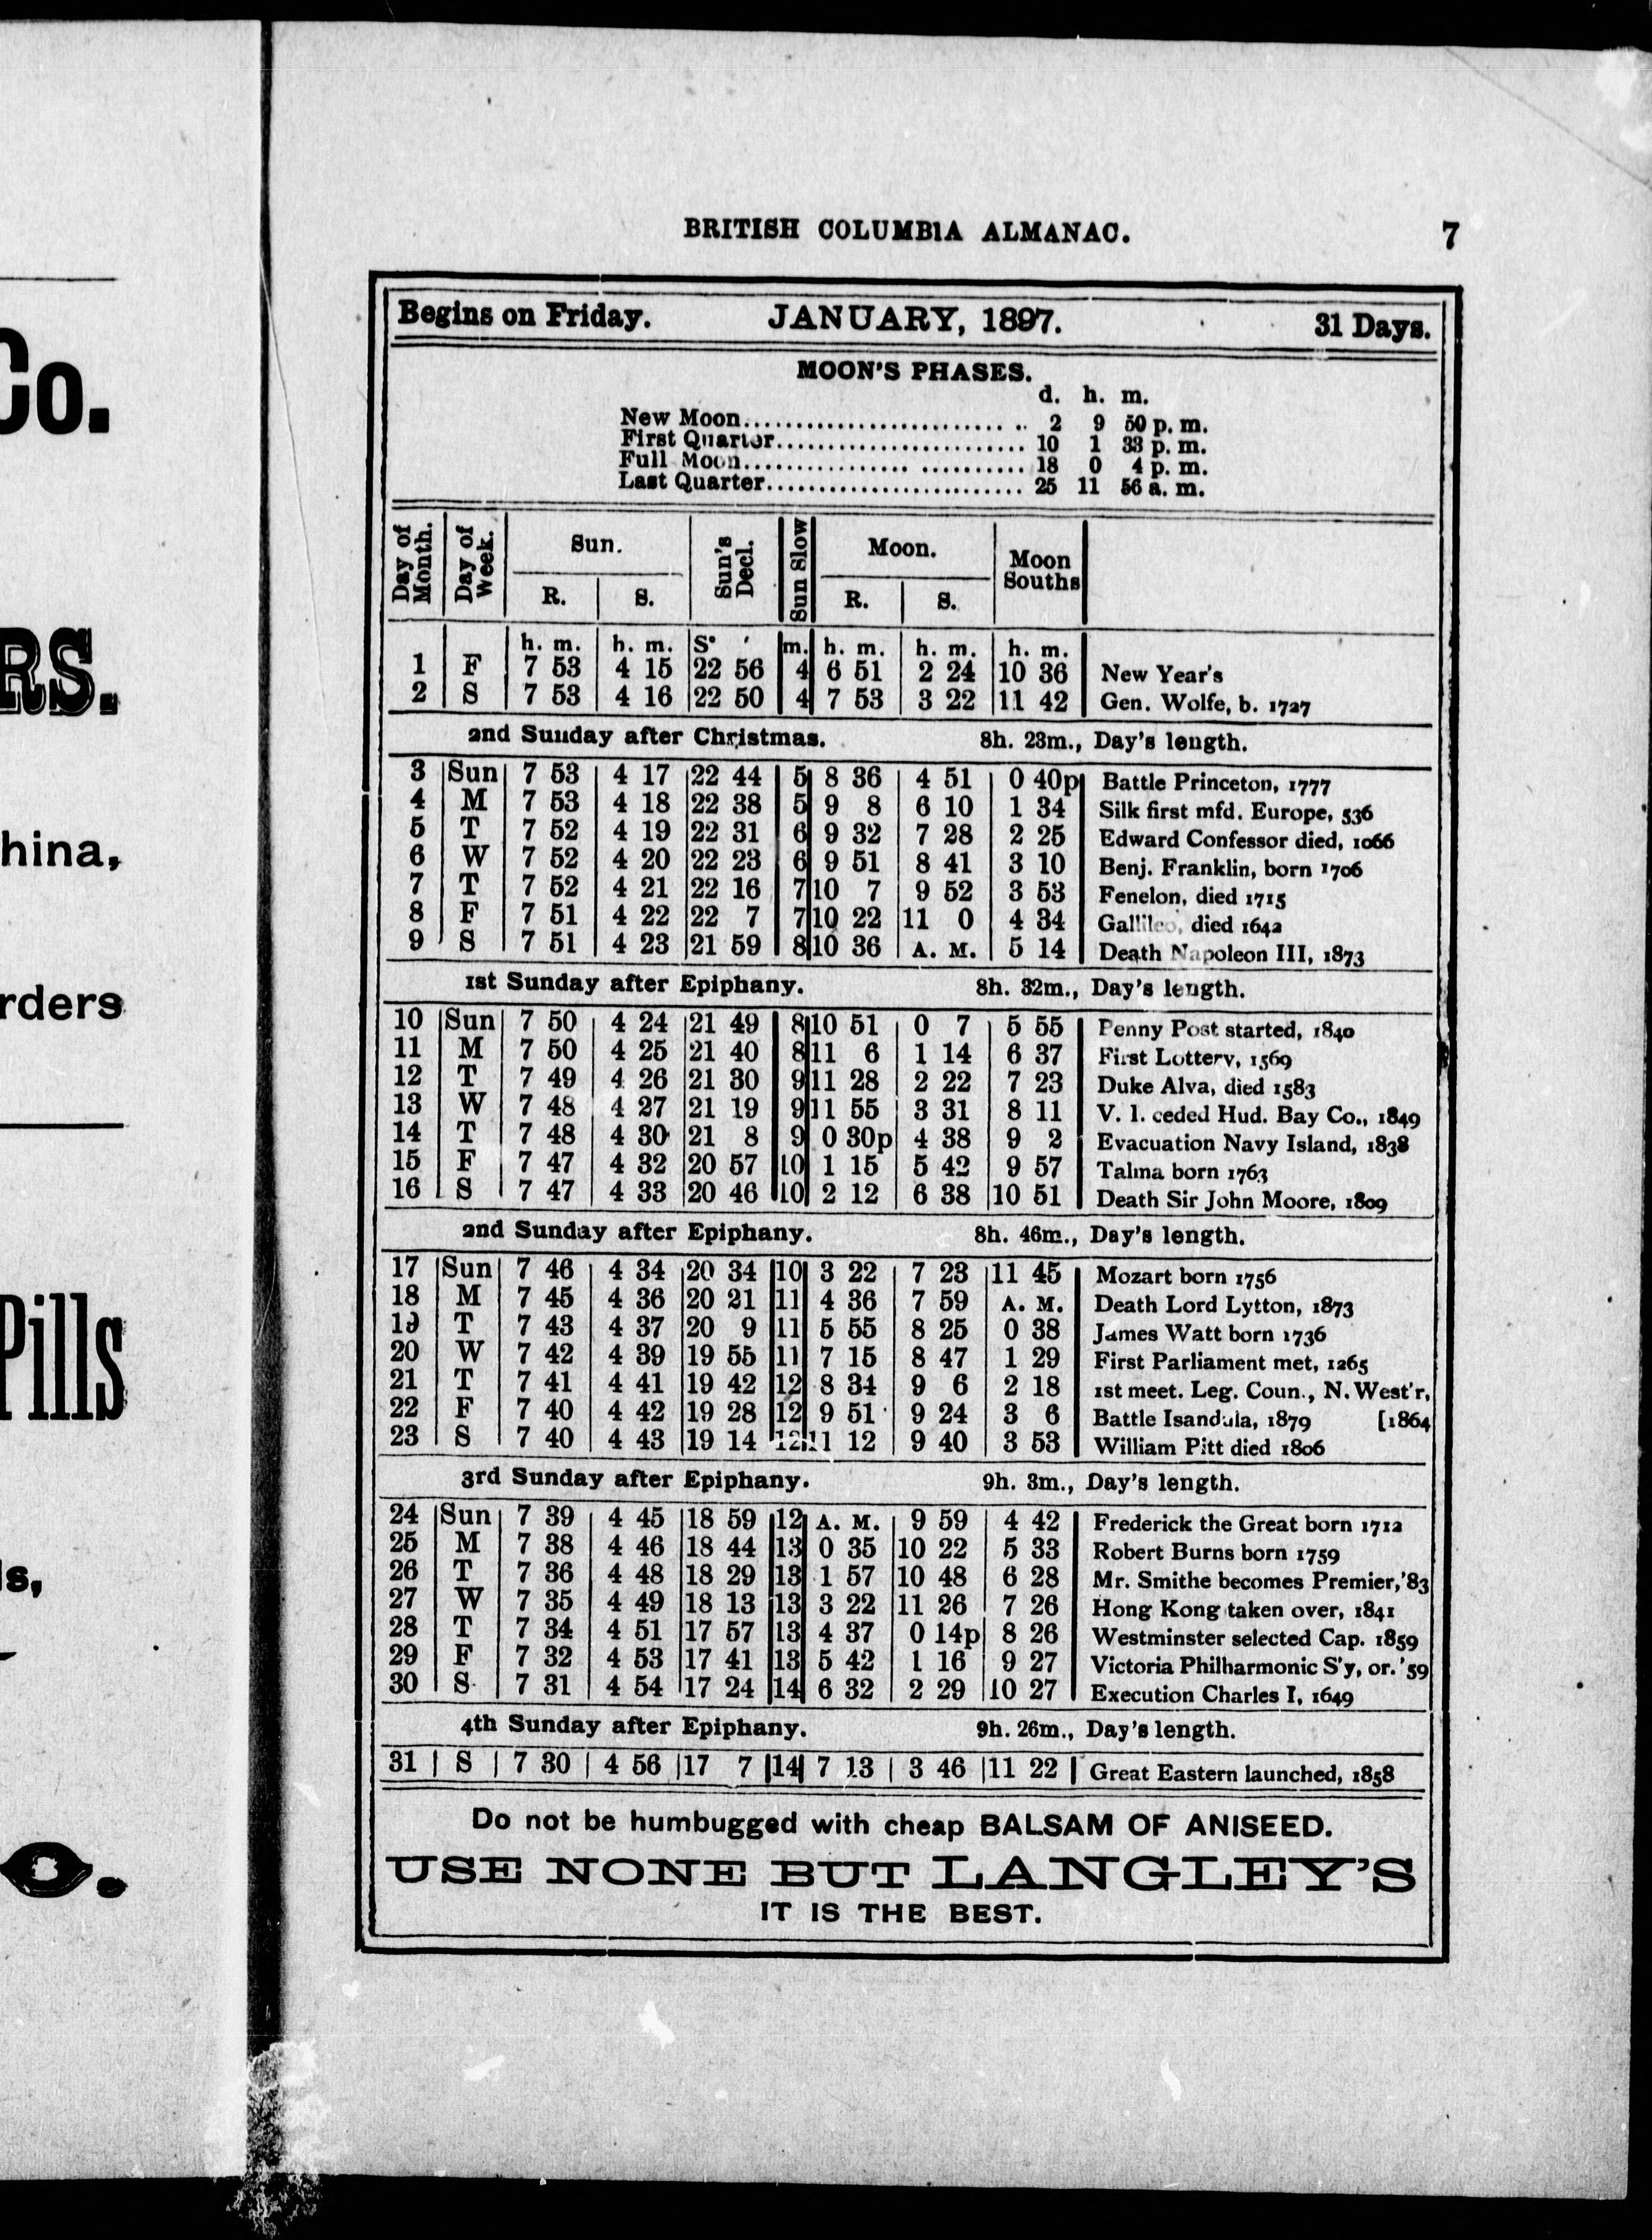 Co.
RS.
hina,
rders
Pills
s,
o.
BRITISH COLUMBIA ALMANAC. 7
Begins on Friday. JANUARY, 1897. 31 Days.
MOON'S PHASES.
d. h. m.
New Moon........................... .. 2 9 50 p. m.
First Quarter........................ 10 1 33 p. m.
Full Moon................ .......... 18 0 4 p. m.
Last Quarter......................... 25 11 56 a. m.
Day of Month. Day of Week. Sun. Sun's Decl. Sun Slow Moon. Moon Souths
R. S. R. S.
h. m. h. m. S° ' m. h. m. h. m. h. m.
1 F 7 53 4 15 22 56 4 6 51 2 24 10 36 New Year's
2 S 7 53 4 16 22 50 4 7 53 3 22 11 42 Gen. Wolfe, b. 1727
2nd Sunday after Christmas. 8h. 23m., Day's length.
3 Sun 7 53 4 17 22 44 5 8 36 4 51 0 40p Battle Princeton, 1777
4 M 7 53 4 18 22 38 5 9 8 6 10 1 34 Silk first mfd. Europe, 536
5 T 7 52 4 19 22 31 6 9 32 7 28 2 25 Edward Confessor died, 1066
6 W 7 52 4 20 22 23 6 9 51 8 41 3 10 Benj. Franklin, born 1706
7 T 7 52 4 21 22 16 7 10 7 9 52 3 53 Fenelon, died 1715
8 F 7 51 4 22 22 7 7 10 22 11 0 4 34 Gallileo, died 1642
9 S 7 51 4 23 21 59 8 10 36 A. M. 5 14 Death Napoleon III, 1873
1st Sunday after Epiphany. 8h. 32m., Day's length.
10 Sun 7 50 4 24 21 49 8 10 51 0 7 5 55 Penny Post started, 1840
11 M 7 50 4 25 21 40 8 11 6 1 14 6 37 First Lottery, 1569
12 T 7 49 4 26 21 30 9 11 28 2 22 7 23 Duke Alva, died 1583
13 W 7 48 4 27 21 19 9 11 55 3 31 8 11 V. I. ceded Hud. Bay Co., 1849
14 T 7 48 4 30 21 8 9 0 30p 4 38 9 2 Evacuation Navy Island, 1838
15 F 7 47 4 32 20 57 10 1 15 5 42 9 57 Talma born 1763
16 S 7 47 4 33 20 46 10 2 12 6 38 10 51 Death Sir John Moore, 1809
2nd Sunday after Epiphany. 8h. 46m., Day's length.
17 Sun 7 46 4 34 20 34 10 3 22 7 23 11 45 Mozart born 1756
18 M 7 45 4 36 20 21 11 4 36 7 59 A. M. Death Lord Lytton, 1873
19 T 7 43 4 37 20 9 11 5 55 8 25 0 38 James Watt born 1736
20 W 7 42 4 39 19 55 11 7 15 8 47 1 29 First Parliament met, 1265
21 T 7 41 4 41 19 42 12 8 34 9 6 2 18 1st meet. Leg. Coun., N. West'r,
22 F 7 40 4 42 19 28 12 9 51 9 24 3 6 Battle Isandula, 1879 [1864
23 S 7 40 4 43 19 14 12 11 12 9 40 3 53 William Pitt died 1806
3rd Sunday after Epiphany. 9h. 3m., Day's length.
24 Sun 7 39 4 45 18 59 12 A. M. 9 59 4 42 Frederick the Great born 1712
25 M 7 38 4 46 18 44 13 0 35 10 22 5 33 Robert Burns born 1759
26 T 7 36 4 48 18 29 13 1 57 10 48 6 28 Mr. Smithe becomes Premier,'83
27 W 7 35 4 49 18 13 13 3 22 11 26 7 26 Hong Kong taken over, 1841
28 T 7 34 4 51 17 57 13 4 37 0 14p 8 26 Westminster selected Cap. 1859
29 F 7 32 4 53 17 41 13 5 42 1 16 9 27 Victoria Philharmonic S'y, or. '59
30 S 7 31 4 54 17 24 14 6 32 2 29 10 27 Execution Charles I, 1649
4th Sunday after Epiphany. 9h. 26m., Day's length.
31 S 7 30 4 56 17 7 14 7 13 3 46 11 22 Great Eastern launched, 1858
Do not be humbugged with cheap BALSAM OF ANISEED.
USE NONE BUT LANGLEY'S
IT IS THE BEST.